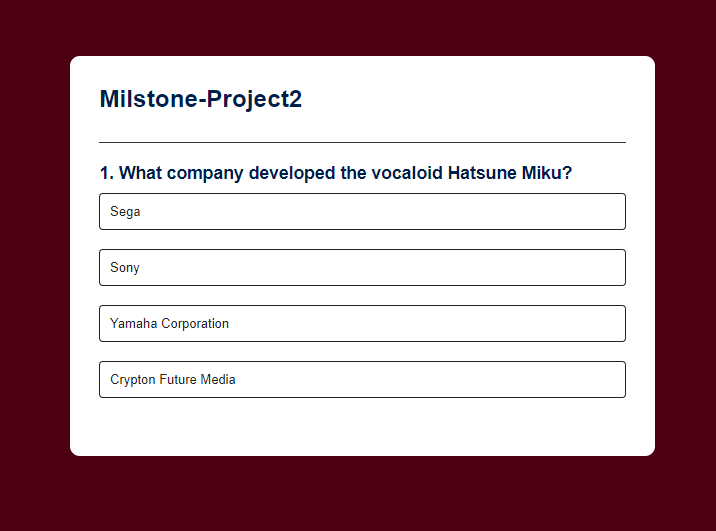 Milstone-Project2
1. What company developed the vocaloid Hatsune Miku?
Sega
Sony
Yamaha Corporation
Crypton Future Media